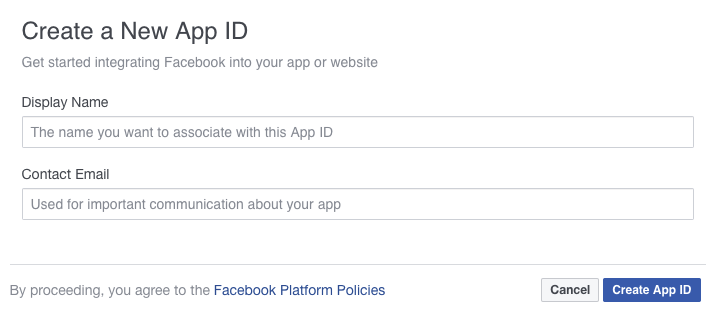 Create a New App ID
Get started integrating Facebook into your app or website
Display Name
The name you want to associate with this App ID
Contact Email
Used for important communication about your app
By proceeding, you agree to the Facebook Platform Policies
Cancel
Create App ID